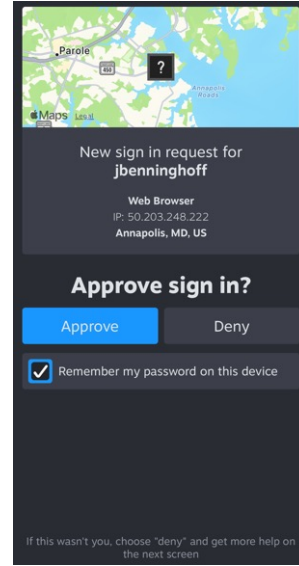 Parole
450
?
Annapolis
Roads
Maps Legal
New sign in request for
jbenninghoff
Web Browser
IP: 50.203.248.222
Annapolis, MD, US
Approve sign in?
Approve
Deny
Remember my password on this device
If this wasn't you, choose "deny" and get more help on
the next screen